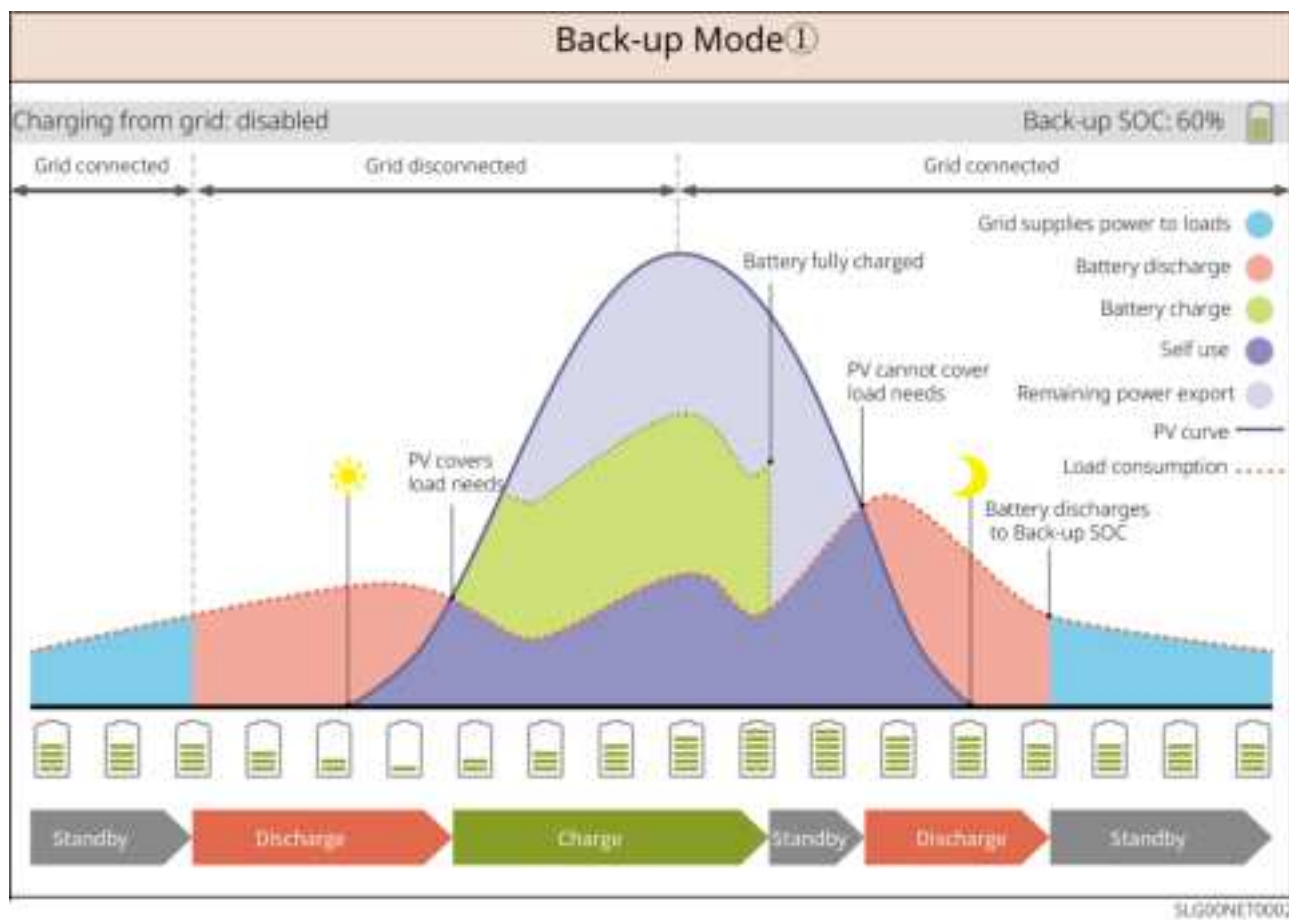 Back-up Mode①
Charging from grid: disabled
Back-up SOC: 60%
Grid connected
Grid disconnected
Grid connected
Grid supplies power to loads
Battery discharge
Battery charge
Self use
Remaining power export
PV curve
Load consumption
Battery fully charged
PV cannot cover
load needs
PV covers
load needs
Battery discharges
to Back-up SOC
Standby
Discharge
Charge
Standby
Discharge
Standby
SLG00NET0002